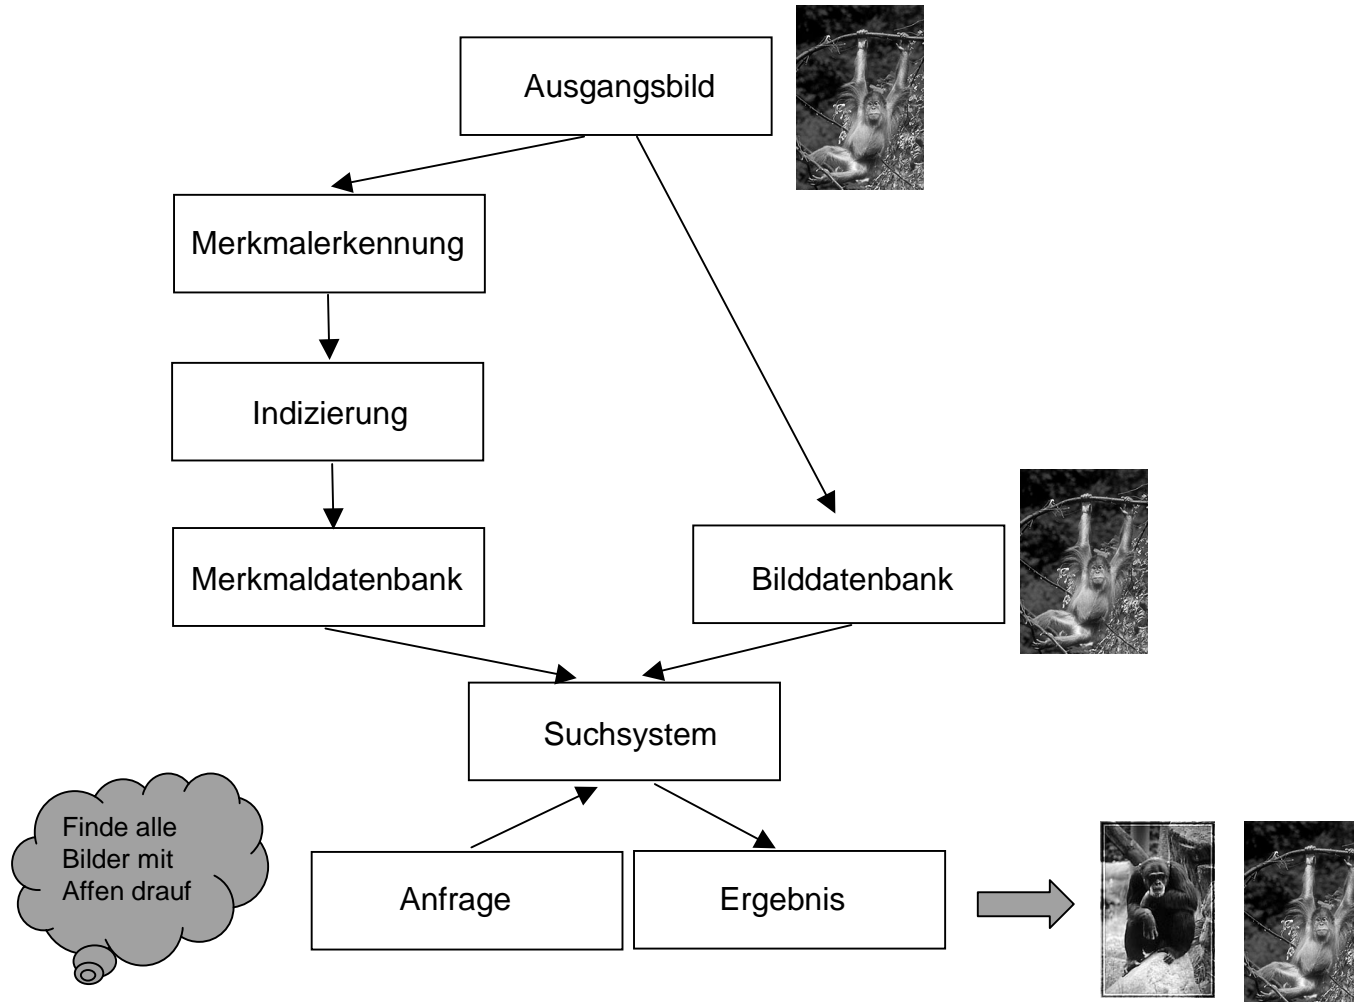 Ausgangsbild
Merkmalerkennung
Indizierung
Merkmaldatenbank
Bilddatenbank
Suchsystem
Finde alle
Bilder mit
Affen drauf
Anfrage
Ergebnis